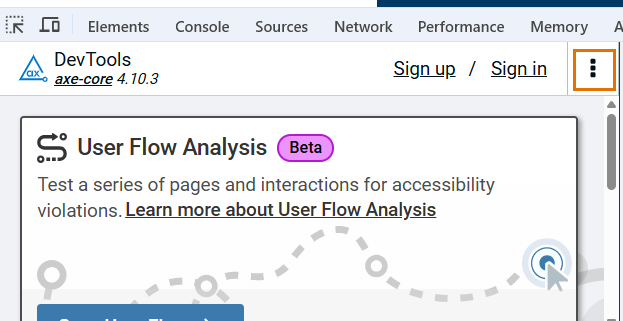 Elements Console Sources Network Performance Memory
DevTools
axe-core 4.10.3
Sign up / Sign in
ax
User Flow Analysis Beta
Test a series of pages and interactions for accessibility
violations. Learn more about User Flow Analysis